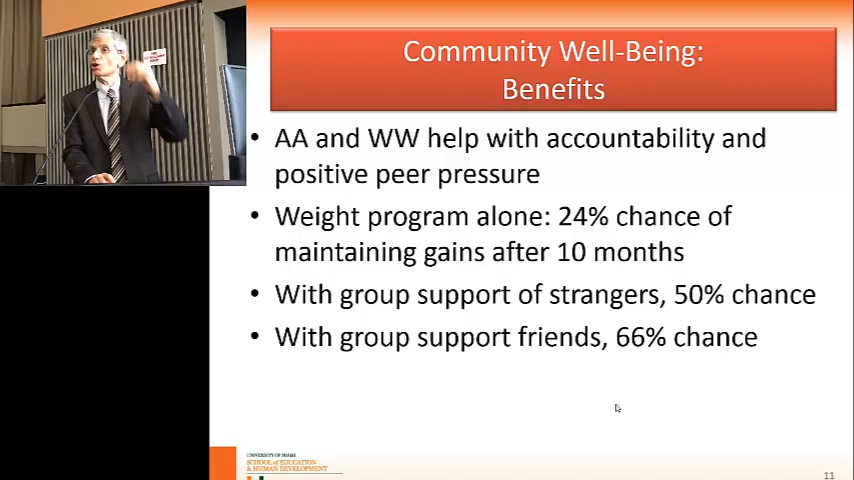 Community Well-Being:
Benefits
• AA and WW help with accountability and
positive peer pressure
• Weight program alone: 24% chance of
maintaining gains after 10 months
• With group support of strangers, 50% chance
• With group support friends, 66% chance
UNIVERSITY OF MIAMI
SCHOOL of EDUCATION
& HUMAN DEVELOPMENT
11